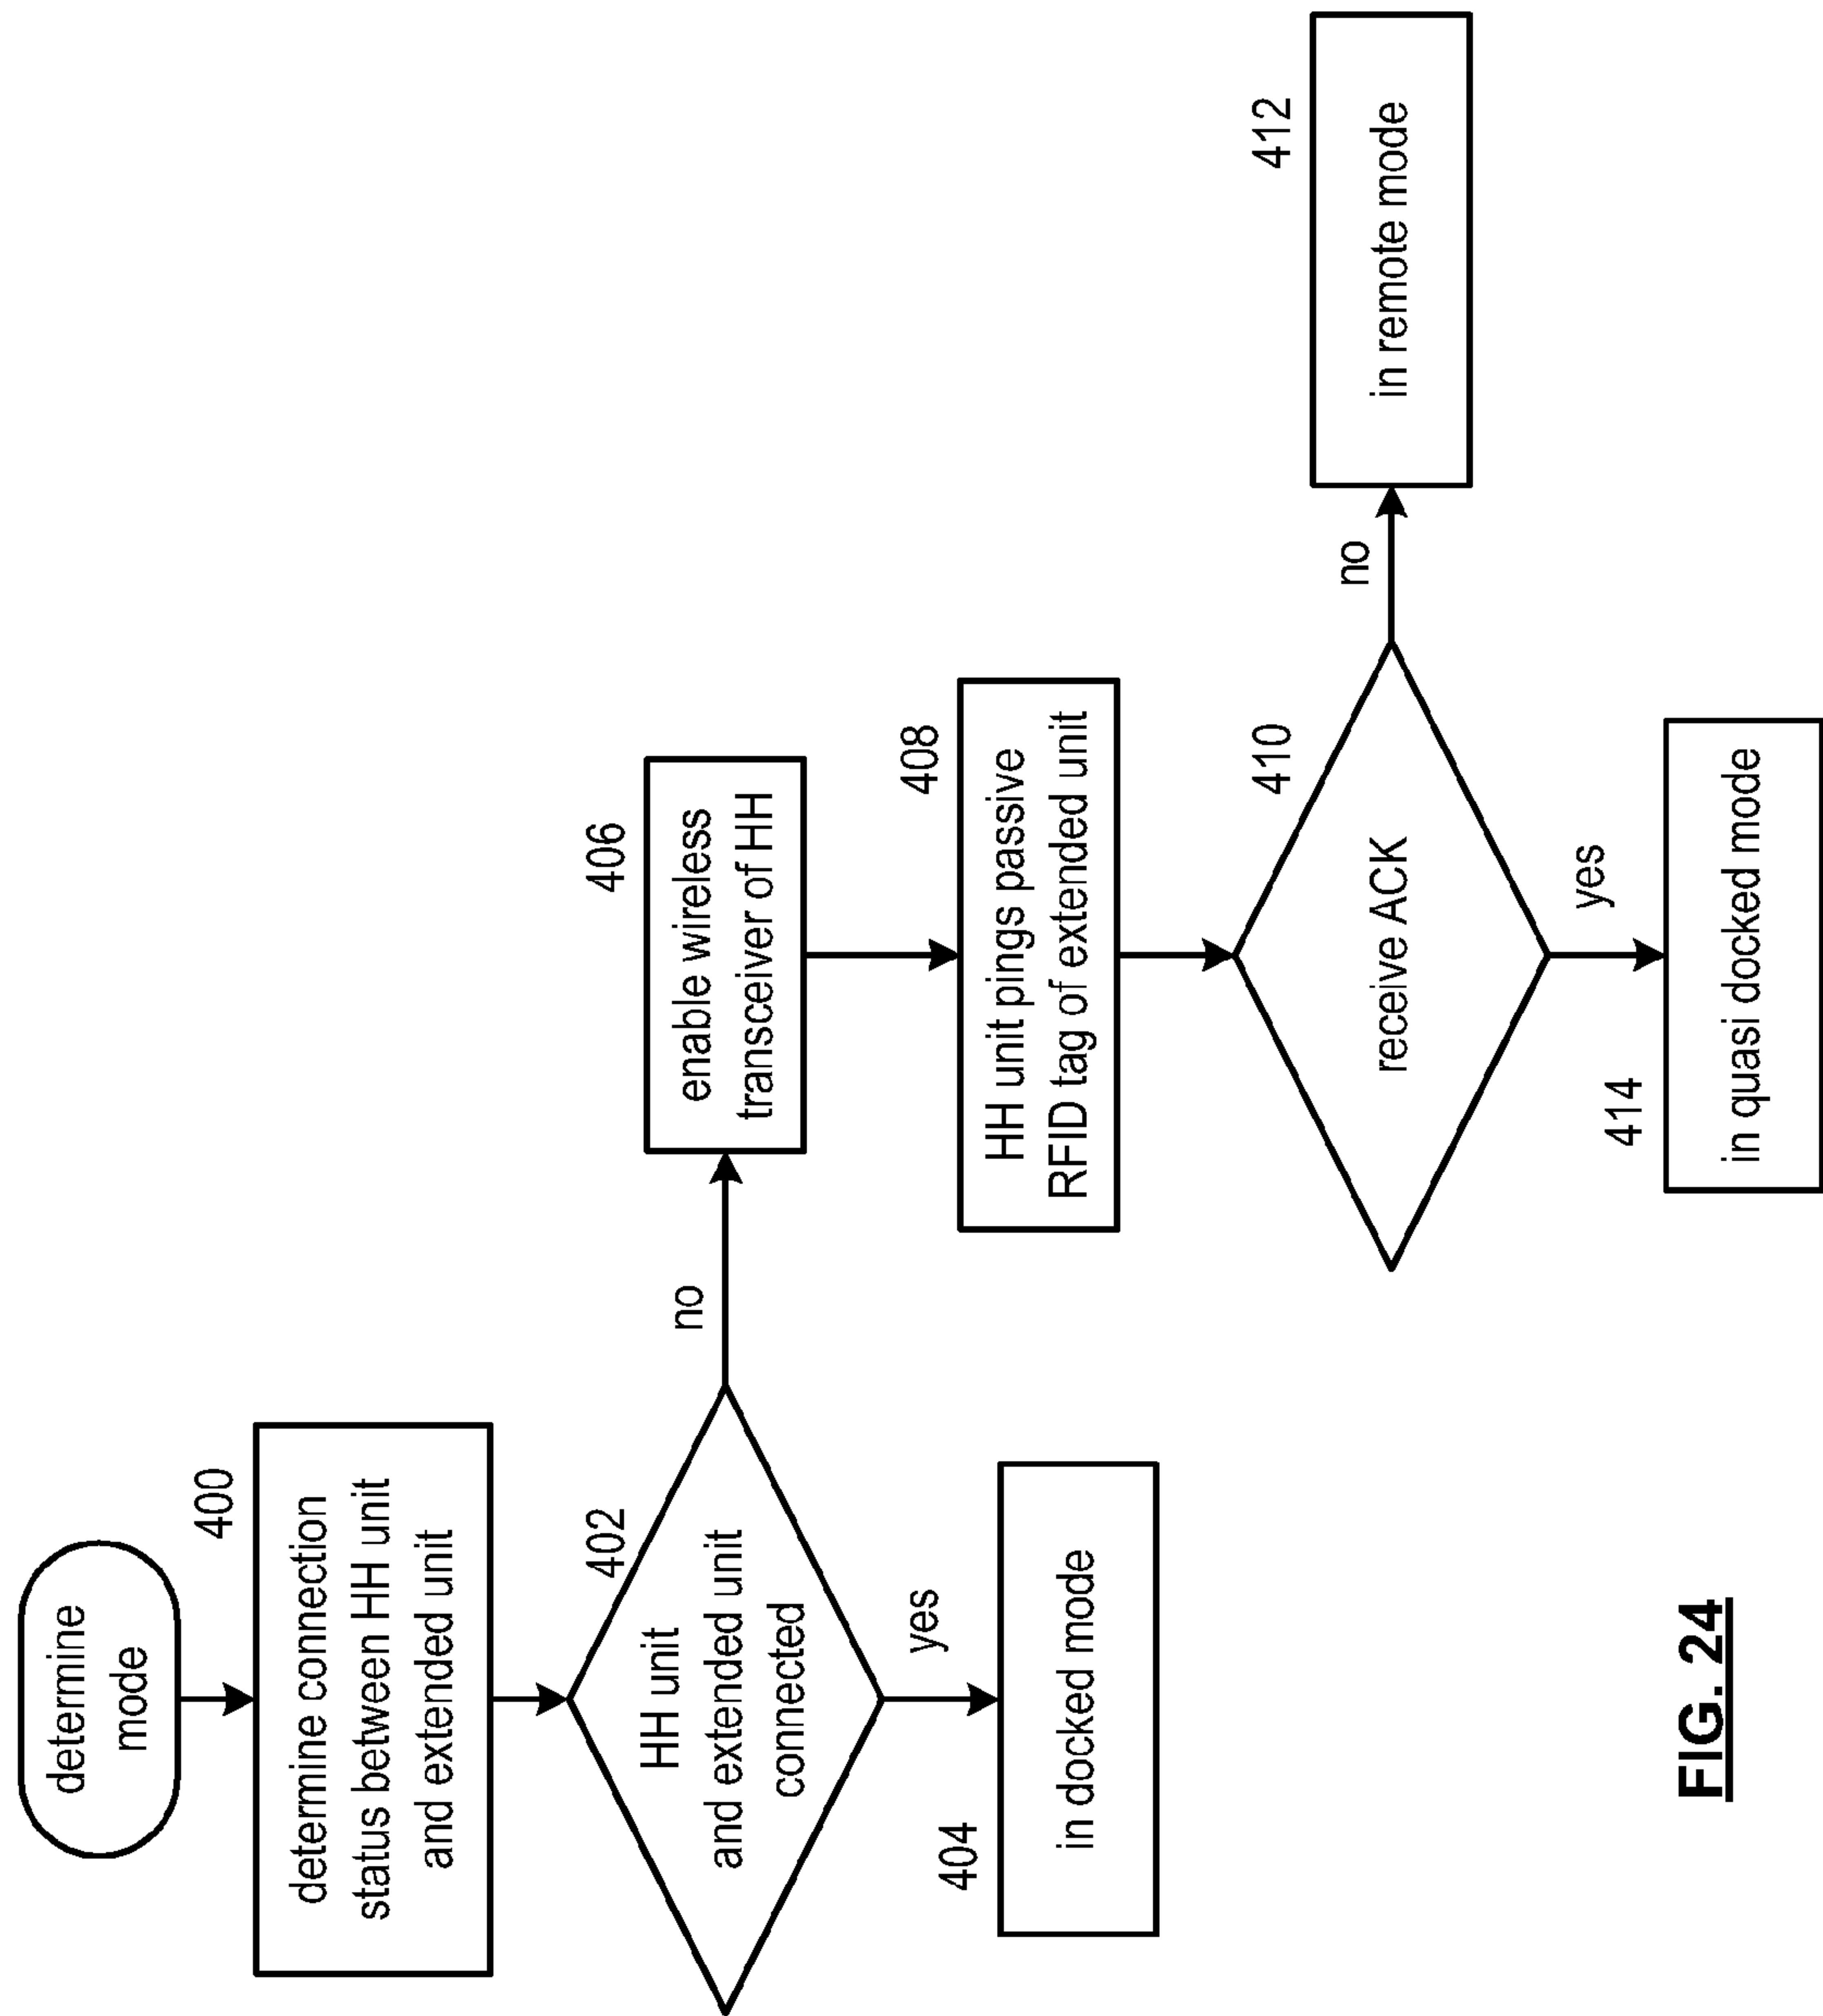 determine
mode
400
determine connection
status between HH unit
and extended unit
402
HH unit
and extended unit
connected
yes
no
404
in docked mode
406
enable wireless
transceiver of HH
408
HH unit pings passive
RFID tag of extended unit
410
receive ACK
no
412
in remote mode
yes
414
in quasi docked mode
FIG. 24